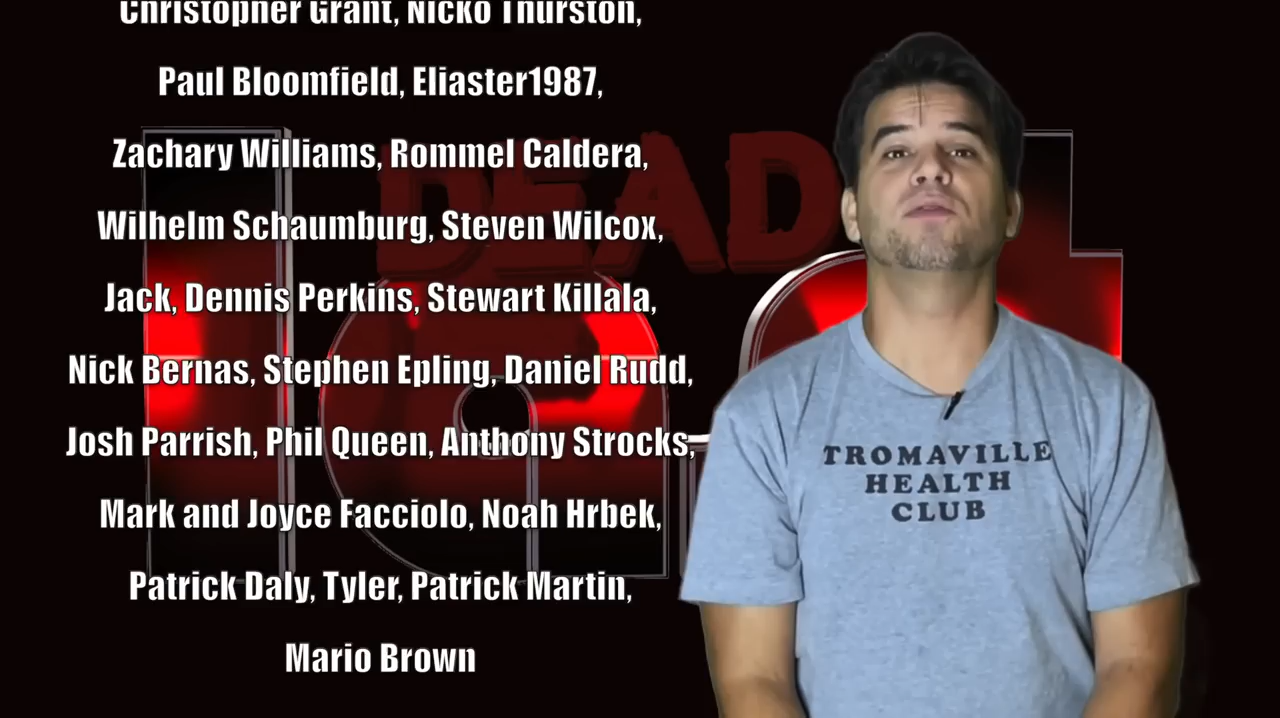 Christopher Grant, Nicko Thurston,
Paul Bloomfield, Eliaster1987,
Zachary Williams, Rommel Caldera,
Wilhelm Schaumburg, Steven Wilcox,
Jack, Dennis Perkins, Stewart Killala,
Nick Bernas, Stephen Epling, Daniel Rudd,
Josh Parrish, Phil Queen, Anthony Strocks,
Mark and Joyce Facciolo, Noah Hrbek,
Patrick Daly, Tyler, Patrick Martin,
Mario Brown
DEAD
TROMAVILLE
HEALTH
CLUB